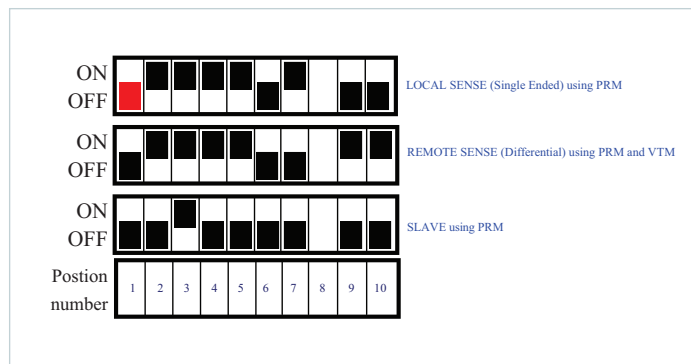 ON
OFF
LOCAL SENSE (Single Ended) using PRM
ON
OFF
REMOTE SENSE (Differential) using PRM and VTM
ON
OFF
SLAVE using PRM
Postion
number
1 2 3 4 5 6 7 8 9 10